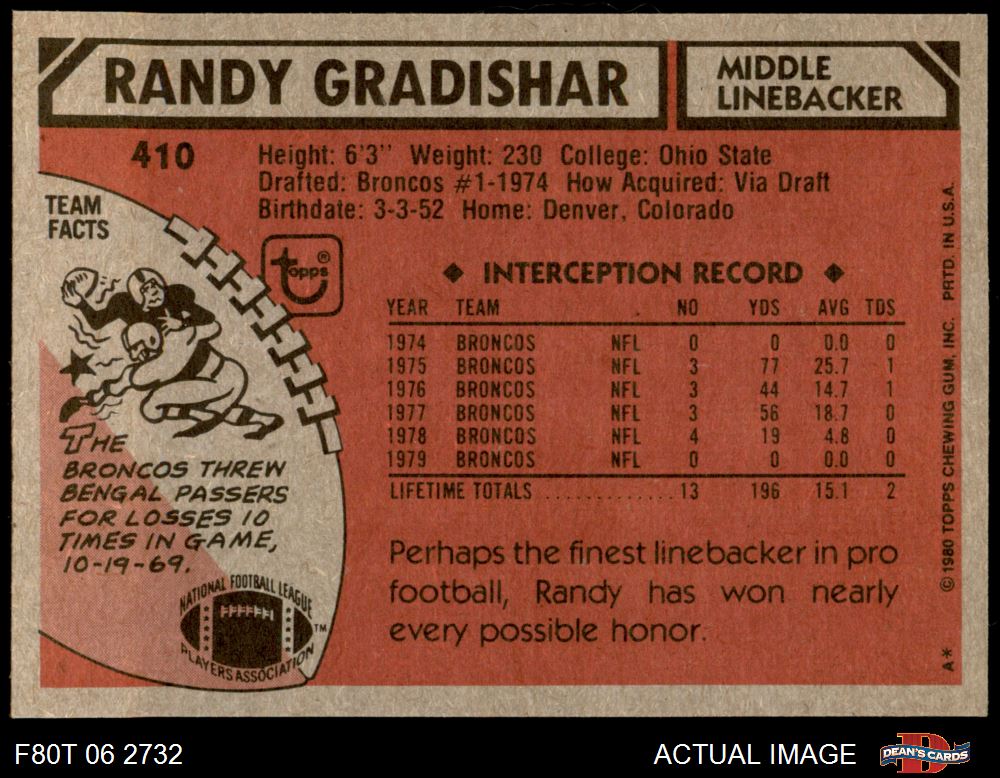 RANDY GRADISHAR
MIDDLE
LINEBACKER
410
Height: 6'3" Weight: 230 College: Ohio State
Drafted: Broncos #1-1974 How Acquired: Via Draft
Birthdate: 3-3-52 Home: Denver, Colorado
TEAM
FACTS
topps®
◆ INTERCEPTION RECORD ◆
YEAR TEAM NO YDS AVG TDS
1974 BRONCOS NFL 0 0 0.0 0
1975 BRONCOS NFL 3 77 25.7 1
1976 BRONCOS NFL 3 44 14.7 1
1977 BRONCOS NFL 3 56 18.7 0
1978 BRONCOS NFL 4 19 4.8 0
1979 BRONCOS NFL 0 0 0.0 0
LIFETIME TOTALS ............ 13 196 15.1 2
THE
BRONCOS THREW
BENGAL PASSERS
FOR LOSSES 10
TIMES IN GAME,
10-19-69.
NATIONAL FOOTBALL LEAGUE
PLAYERS ASSOCIATION
TM
Perhaps the finest linebacker in pro
football, Randy has won nearly
every possible honor.
A* © 1980 TOPPS CHEWING GUM, INC. PRTD. IN U.S.A.
F80T 06 2732
ACTUAL IMAGE
DEAN'S CARDS